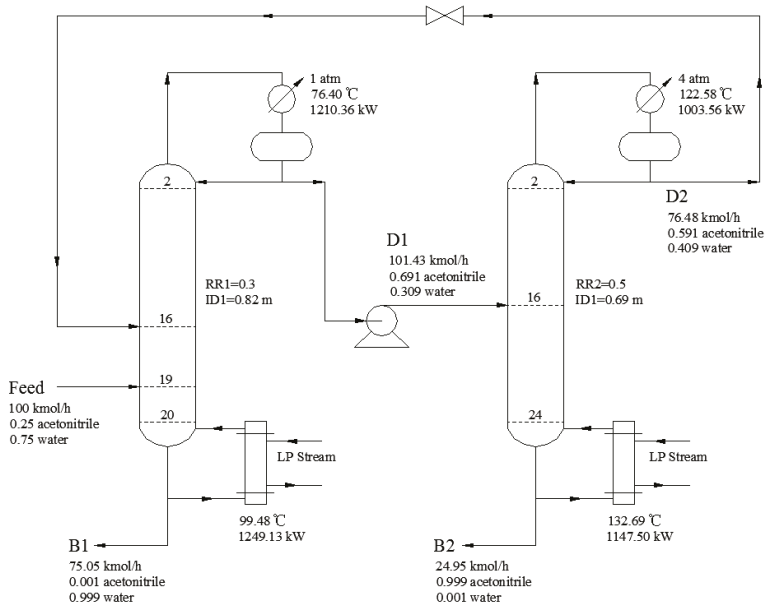 1 atm
76.40 ℃
1210.36 kW
4 atm
122.58 ℃
1003.56 kW
2
2
D2
76.48 kmol/h
0.591 acetonitrile
0.409 water
D1
101.43 kmol/h
0.691 acetonitrile
0.309 water
RR1=0.3
ID1=0.82 m
RR2=0.5
ID1=0.69 m
16
16
Feed
100 kmol/h
0.25 acetonitrile
0.75 water
19
20
24
LP Stream
LP Stream
99.48 ℃
1249.13 kW
132.69 ℃
1147.50 kW
B1
75.05 kmol/h
0.001 acetonitrile
0.999 water
B2
24.95 kmol/h
0.999 acetonitrile
0.001 water